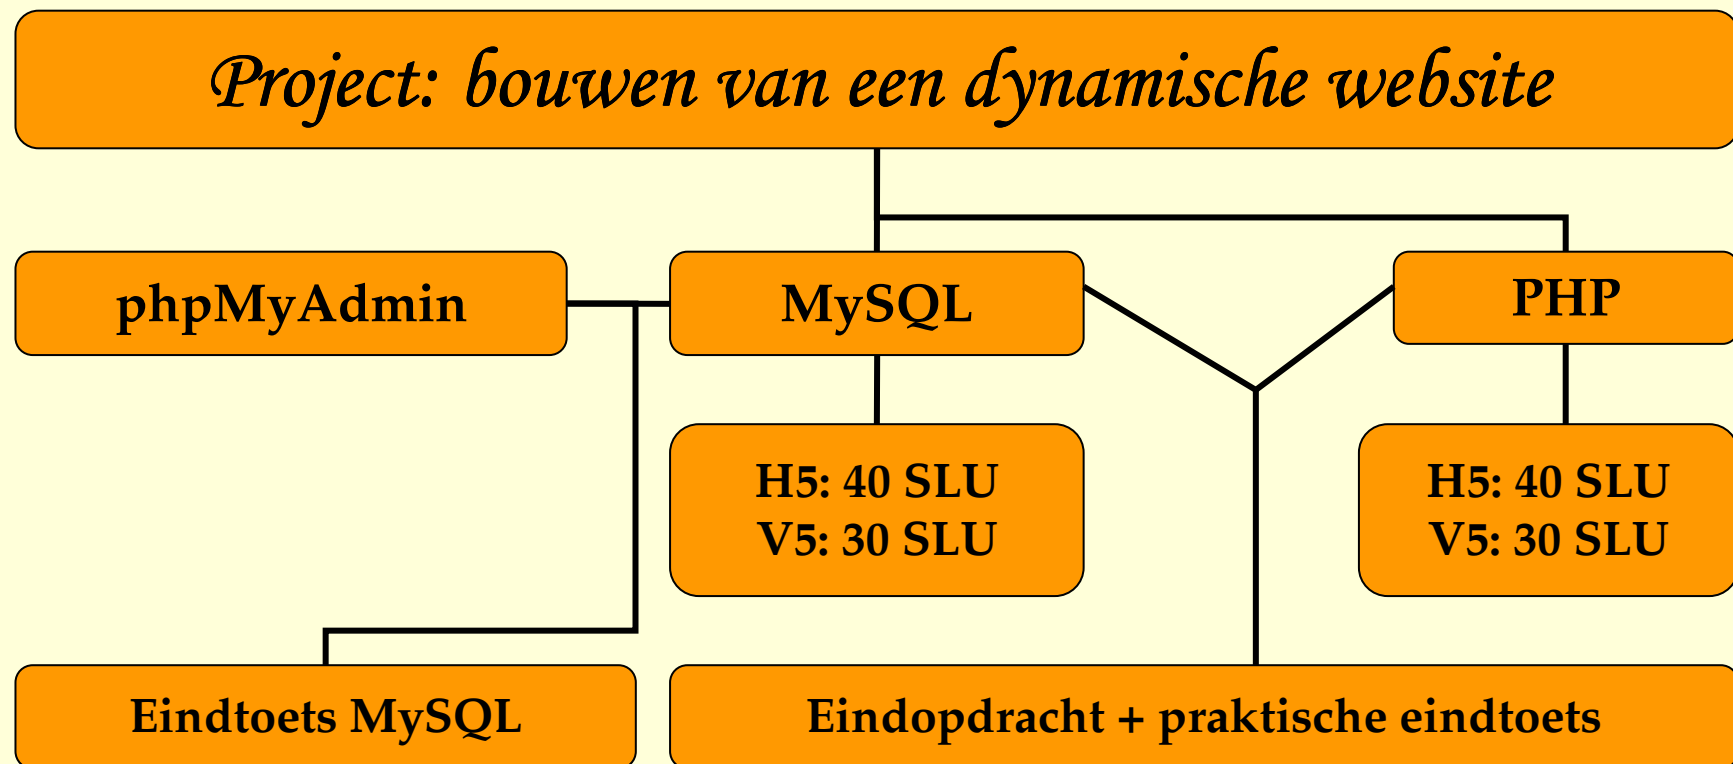 Project: bouwen van een dynamische website
phpMyAdmin
MySQL
PHP
H5: 40 SLU
V5: 30 SLU
H5: 40 SLU
V5: 30 SLU
Eindtoets MySQL
Eindopdracht + praktische eindtoets